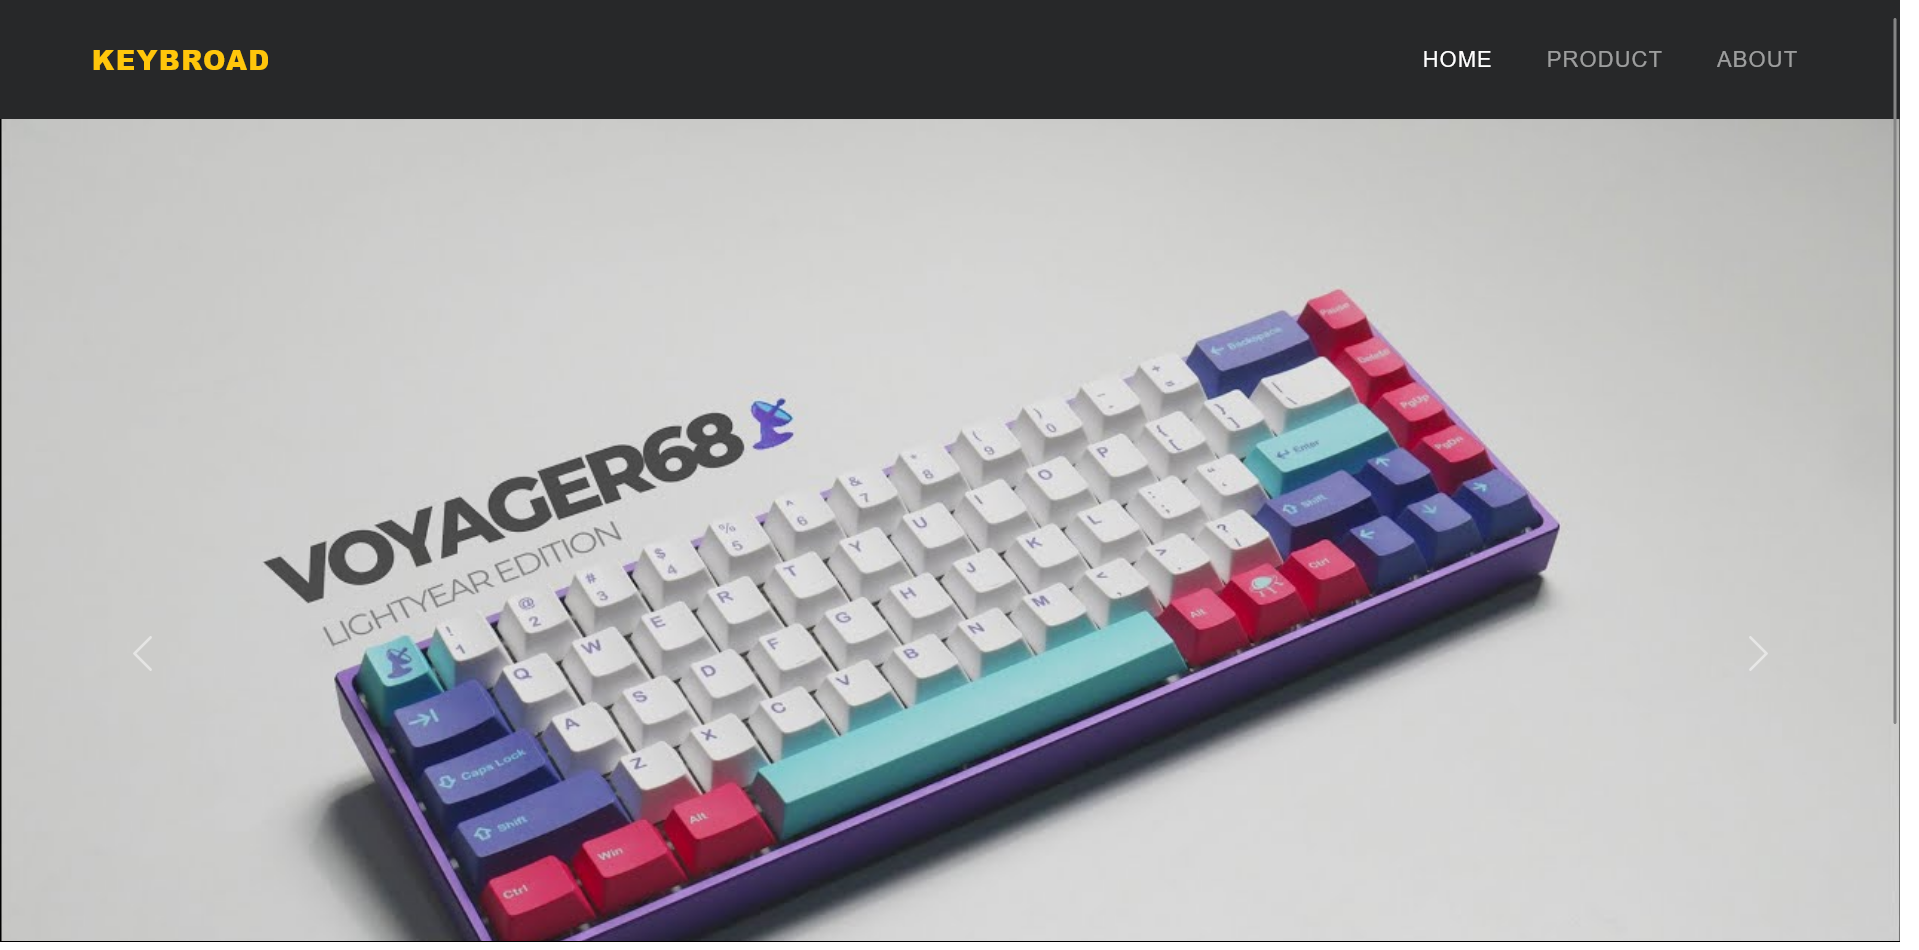 KEYBROAD
HOME PRODUCT ABOUT
VOYAGER68
LIGHTYEAR EDITION
! 1 @ 2 # 3 $ 4 % 5 ^ 6 & 7 * 8 ( 9 ) 0 _ - + = ← Backspace Pause
→| Q W E R T Y U I O P { [ } ] | \ Delete
Caps Lock A S D F G H J K L : ; " ' ↵ Enter PgUp
Shift Z X C V B N M < , > . ? / Shift ↑ PgDn
Ctrl Win Alt Alt Ctrl ← ↓ →